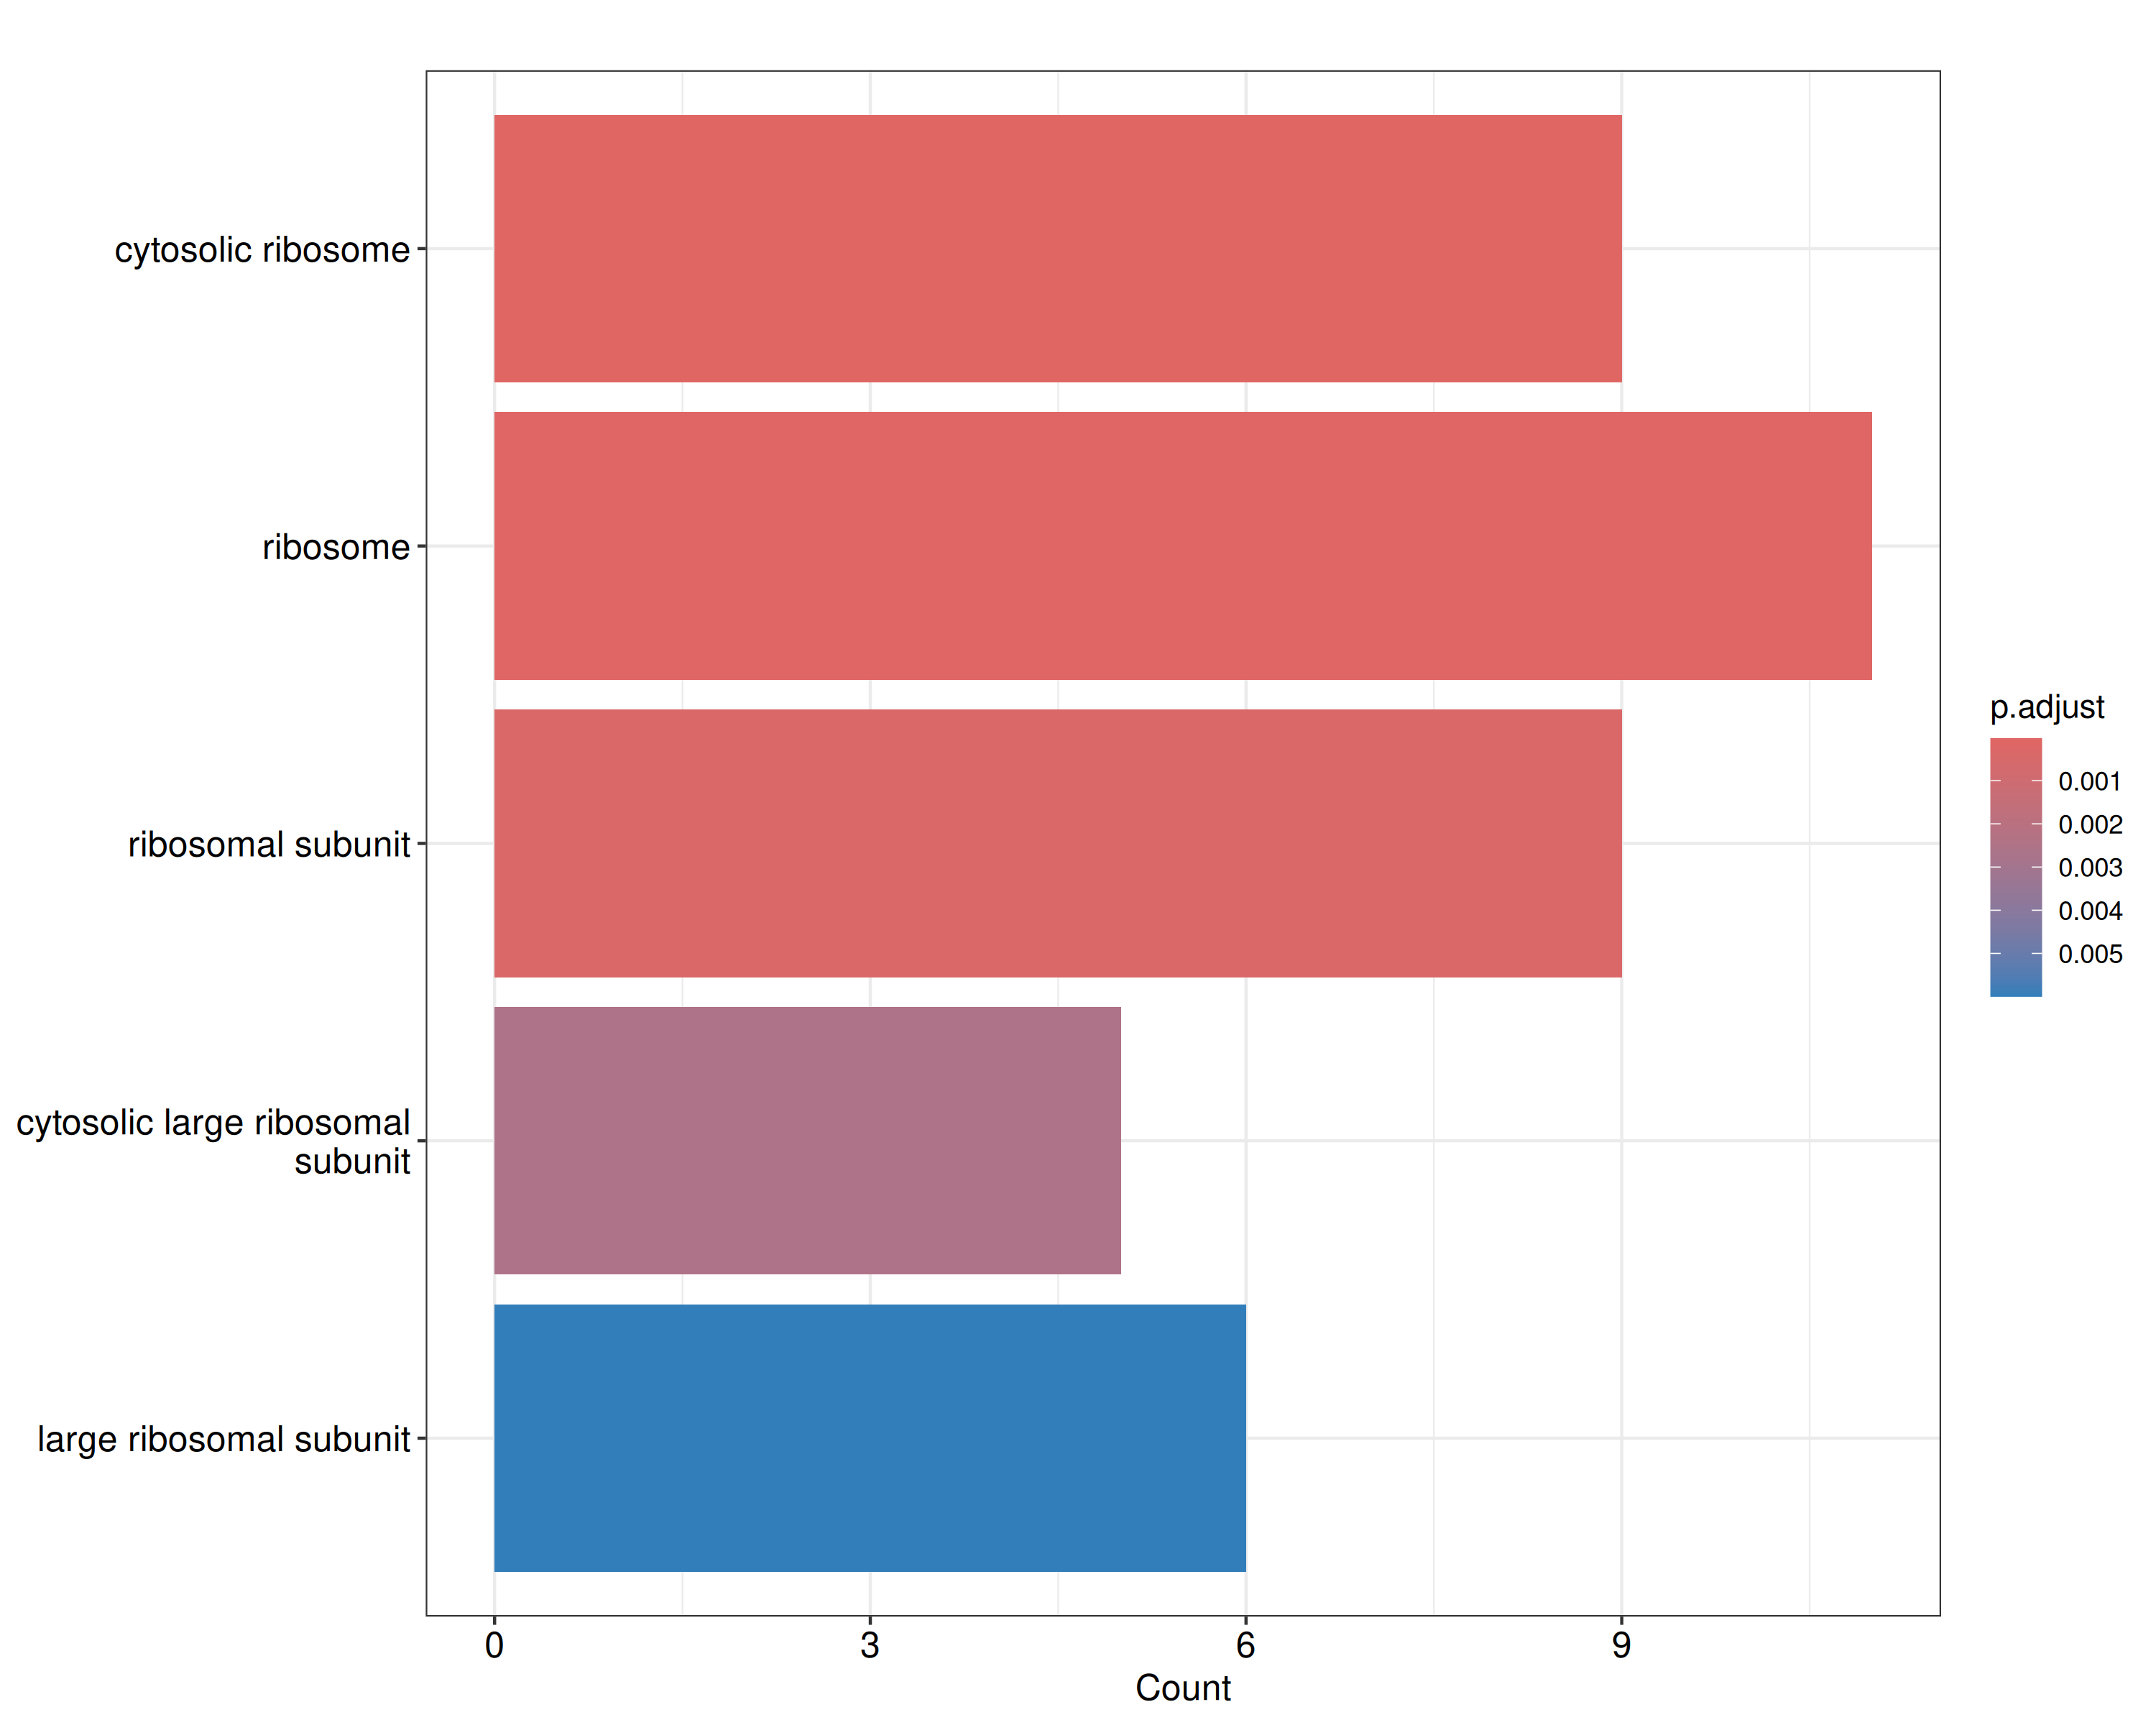 cytosolic ribosome
ribosome
ribosomal subunit
cytosolic large ribosomal
subunit
large ribosomal subunit
0 3 6 9
Count
p.adjust
0.001
0.002
0.003
0.004
0.005